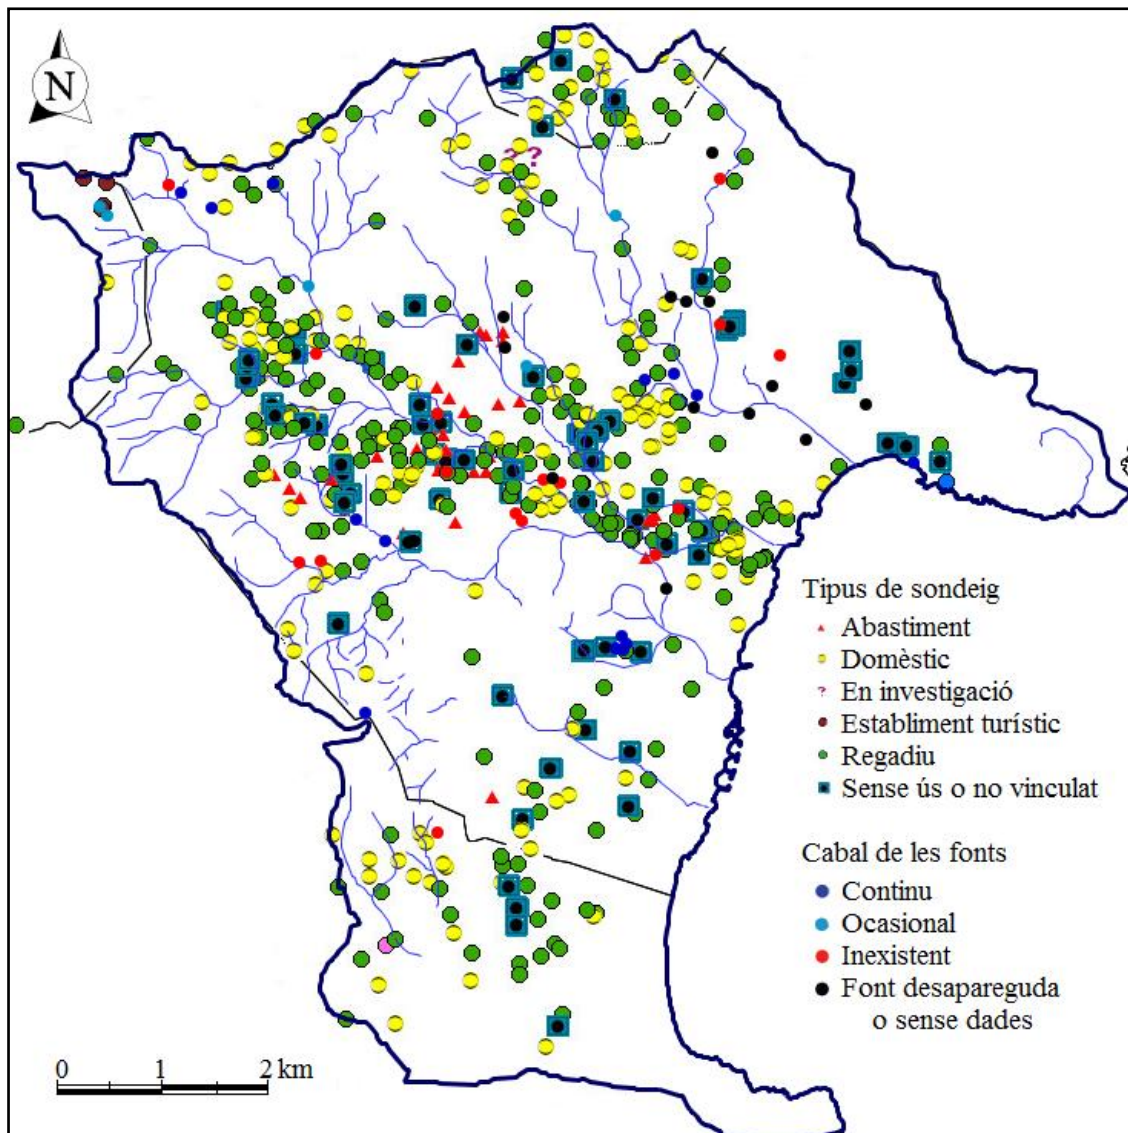 N
? ?
Tipus de sondeig
Abastiment
Domèstic
? En investigació
Establiment turístic
Regadiu
Sense ús o no vinculat
Cabal de les fonts
Continu
Ocasional
Inexistent
Font desapareguda
o sense dades
0 1 2 km